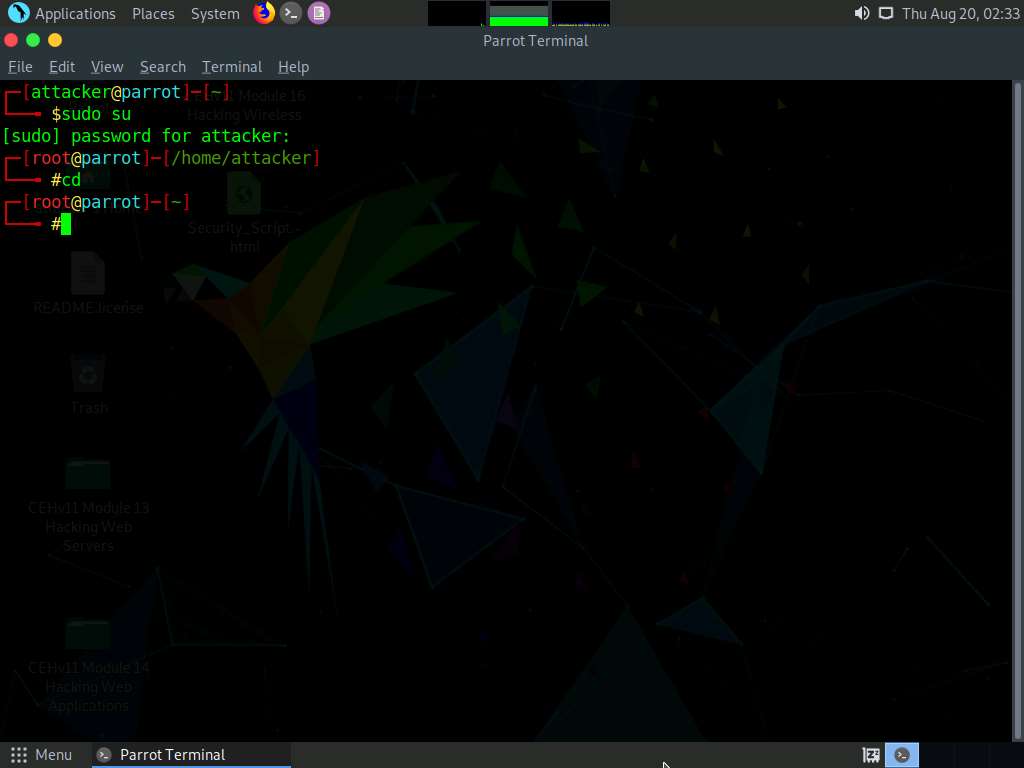 Applications Places System Thu Aug 20, 02:33
Parrot Terminal
File Edit View Search Terminal Help
┌─[attacker@parrot]─[~]
└──╼ $sudo su
[sudo] password for attacker:
┌─[root@parrot]─[/home/attacker]
└──╼ #cd
┌─[root@parrot]─[~]
└──╼ #
Module 16
Hacking Wireless
Security_Script.-
html
README.license
Trash
CEHv11 Module 13
Hacking Web
Servers
CEHv11 Module 14
Hacking Web
Applications
Menu Parrot Terminal